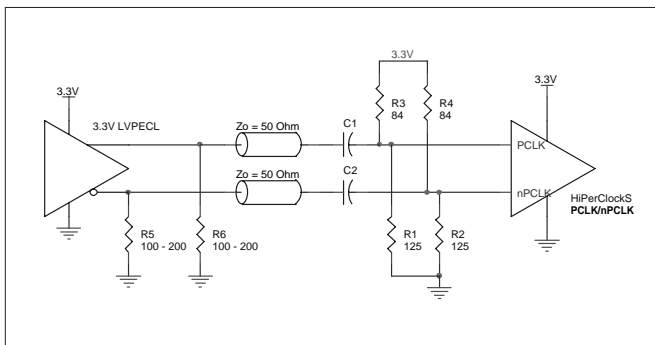 3.3V
3.3V LVPECL
R5
100 - 200
R6
100 - 200
Zo = 50 Ohm
Zo = 50 Ohm
C1
C2
3.3V
R3
84
R4
84
R1
125
R2
125
3.3V
PCLK
nPCLK
HiPerClockS
PCLK/nPCLK